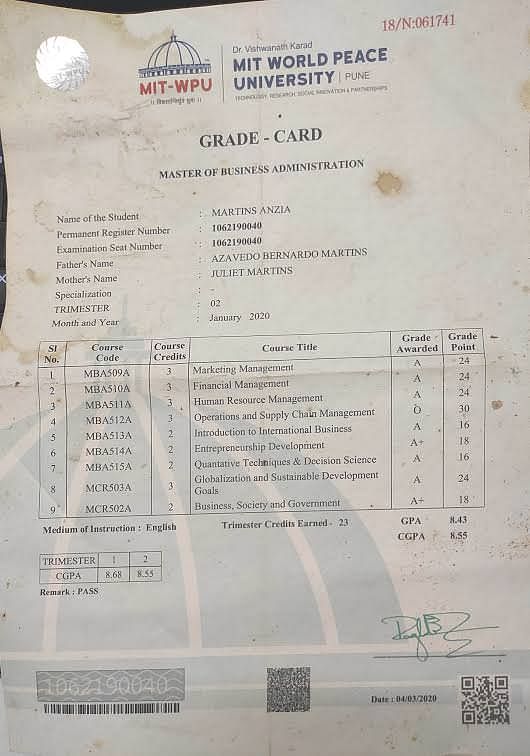 18/N:061741
Dr. Vishwanath Karad
MIT WORLD PEACE
UNIVERSITY | PUNE
TECHNOLOGY, RESEARCH, SOCIAL INNOVATION & PARTNERSHIPS
MIT-WPU
॥ विश्वशान्तिर्ध्रुवं ध्रुवा ॥
GRADE - CARD
MASTER OF BUSINESS ADMINISTRATION
Name of the Student : MARTINS ANZIA
Permanent Register Number : 1062190040
Examination Seat Number : 1062190040
Father's Name : AZAVEDO BERNARDO MARTINS
Mother's Name : JULIET MARTINS
Specialization : -
TRIMESTER : 02
Month and Year : January 2020
Sl No. Course Code Course Credits Course Title Grade Awarded Grade Point
1 MBA509A 3 Marketing Management A 24
2 MBA510A 3 Financial Management A 24
3 MBA511A 3 Human Resource Management A 24
4 MBA512A 3 Operations and Supply Chain Management O 30
5 MBA513A 2 Introduction to International Business A 16
6 MBA514A 2 Entrepreneurship Development A+ 18
7 MBA515A 2 Quantative Techniques & Decision Science A 16
8 MCR503A 3 Globalization and Sustainable Development Goals A 24
9 MCR502A 2 Business, Society and Government A+ 18
Medium of Instruction : English Trimester Credits Earned - 23 GPA 8.43
CGPA 8.55
TRIMESTER 1 2
CGPA 8.68 8.55
Remark : PASS
1062190040
Date : 04/03/2020